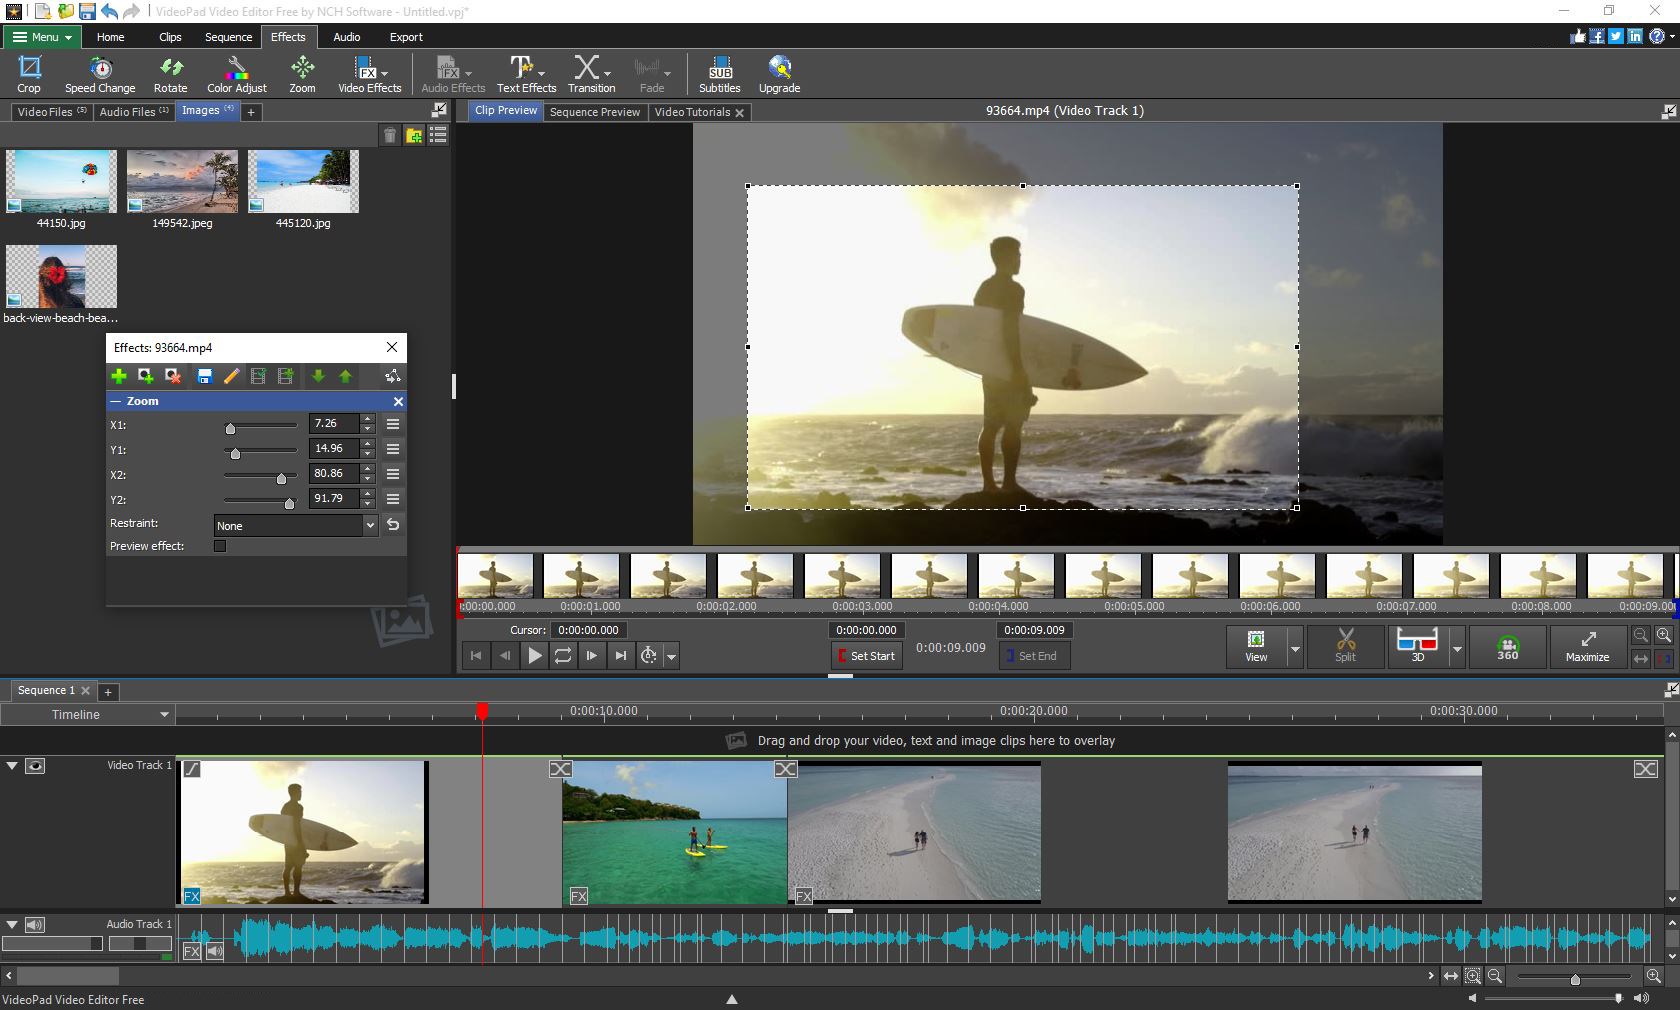 VideoPad Video Editor Free by NCH Software - Untitled.vpj*
Menu Home Clips Sequence Effects Audio Export
Crop Speed Change Rotate Color Adjust Zoom Video Effects Audio Effects Text Effects Transition Fade Subtitles Upgrade
FX FX SUB
Video Files (5) Audio Files (1) Images (4) +
Clip Preview Sequence Preview Video Tutorials
93664.mp4 (Video Track 1)
44150.jpg 149542.jpeg 445120.jpg
back-view-beach-bea...
Effects: 93664.mp4
Zoom
X1: 7.26
Y1: 14.96
X2: 80.86
Y2: 91.79
Restraint: None
Preview effect:
0:00:00.000 0:00:01.000 0:00:02.000 0:00:03.000 0:00:04.000 0:00:05.000 0:00:06.000 0:00:07.000 0:00:08.000 0:00:09.00
Cursor: 0:00:00.000
0:00:00.000 0:00:09.009
Set Start 0:00:09.009 Set End
View Split 3D 360 Maximize
Sequence 1 +
Timeline
0:00:10.000 0:00:20.000 0:00:30.000
Drag and drop your video, text and image clips here to overlay
Video Track 1
FX FX FX
Audio Track 1
FX
VideoPad Video Editor Free